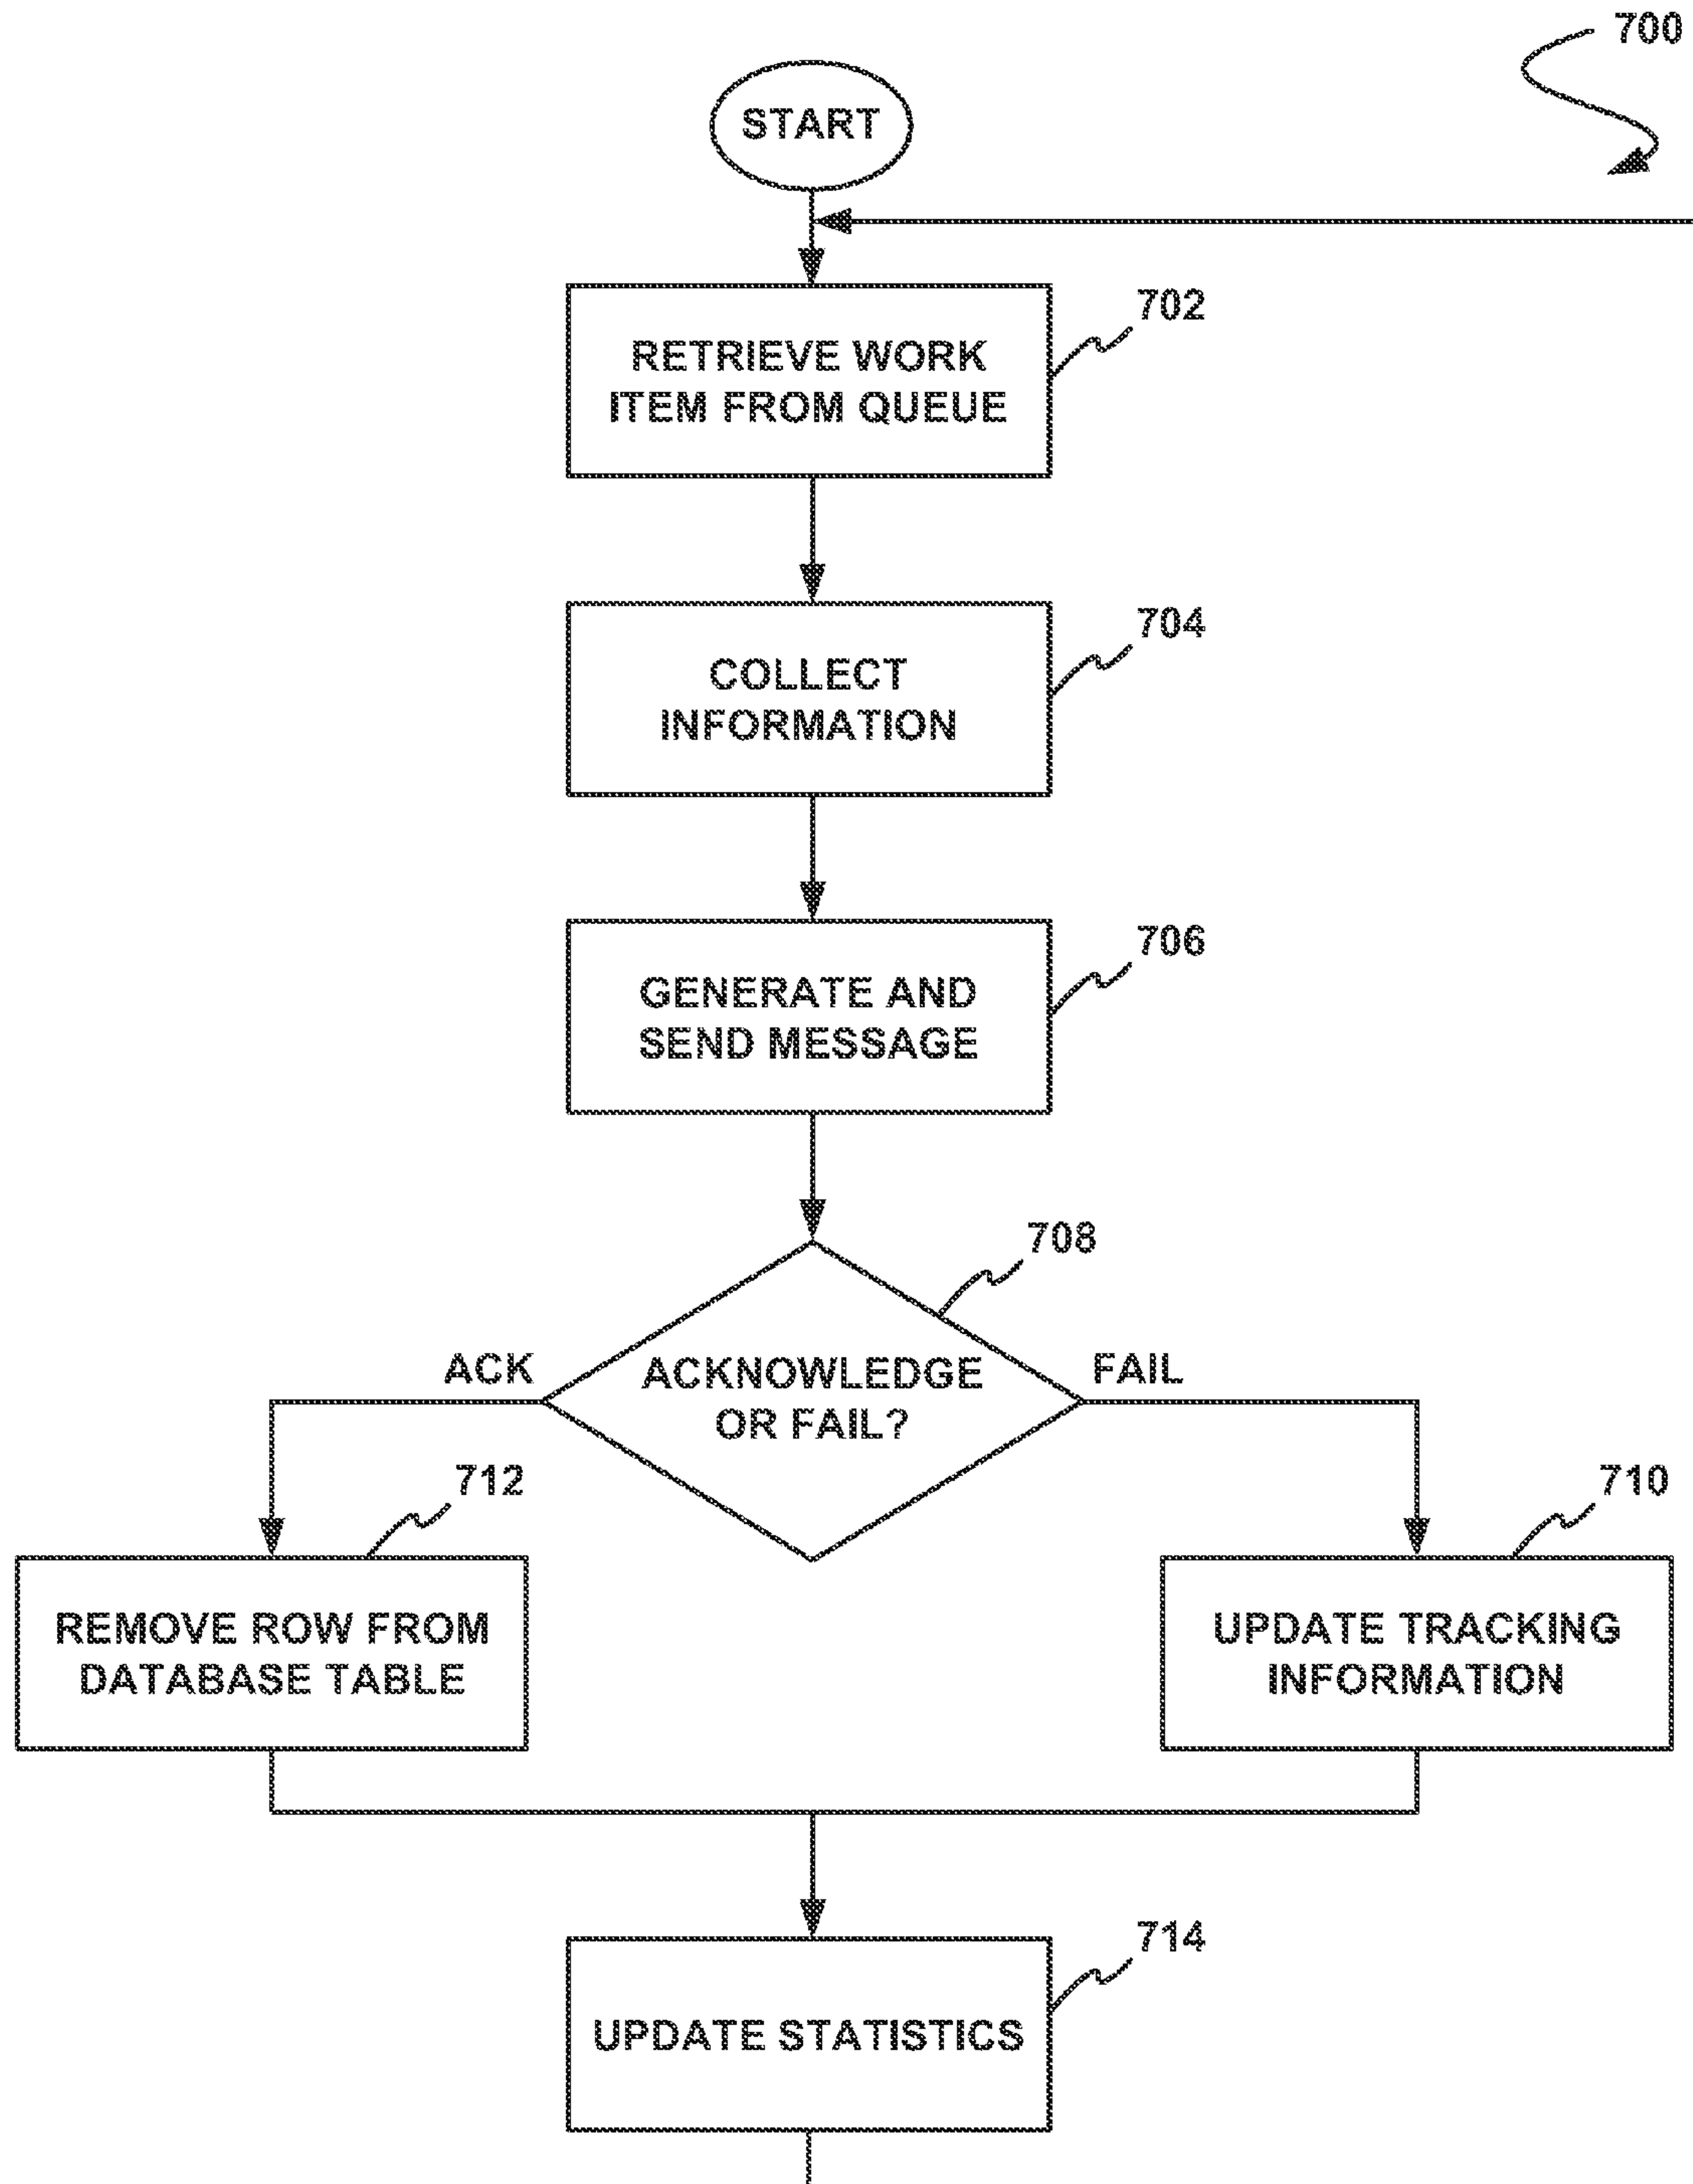 700
START
702
RETRIEVE WORK
ITEM FROM QUEUE
704
COLLECT
INFORMATION
706
GENERATE AND
SEND MESSAGE
708
ACK
ACKNOWLEDGE
OR FAIL?
FAIL
712
710
REMOVE ROW FROM
DATABASE TABLE
UPDATE TRACKING
INFORMATION
714
UPDATE STATISTICS